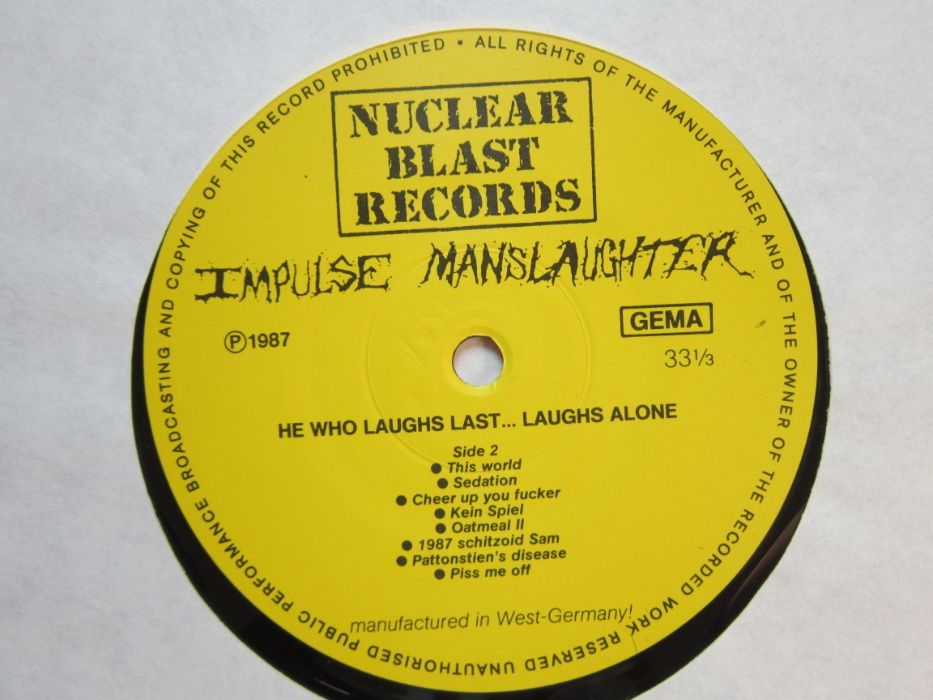 ALL RIGHTS OF THE MANUFACTURER AND OF THE OWNER OF THE RECORDED WORK RESERVED UNAUTHORISED PUBLIC PERFORMANCE BROADCASTING AND COPYING OF THIS RECORD PROHIBITED •
NUCLEAR
BLAST
RECORDS
IMPULSE MANSLAUGHTER
℗1987
GEMA
33⅓
HE WHO LAUGHS LAST... LAUGHS ALONE
Side 2
● This world
● Sedation
● Cheer up you fucker
● Kein Spiel
● Oatmeal II
● 1987 schitzoid Sam
● Pattonstien's disease
● Piss me off
manufactured in West-Germany!